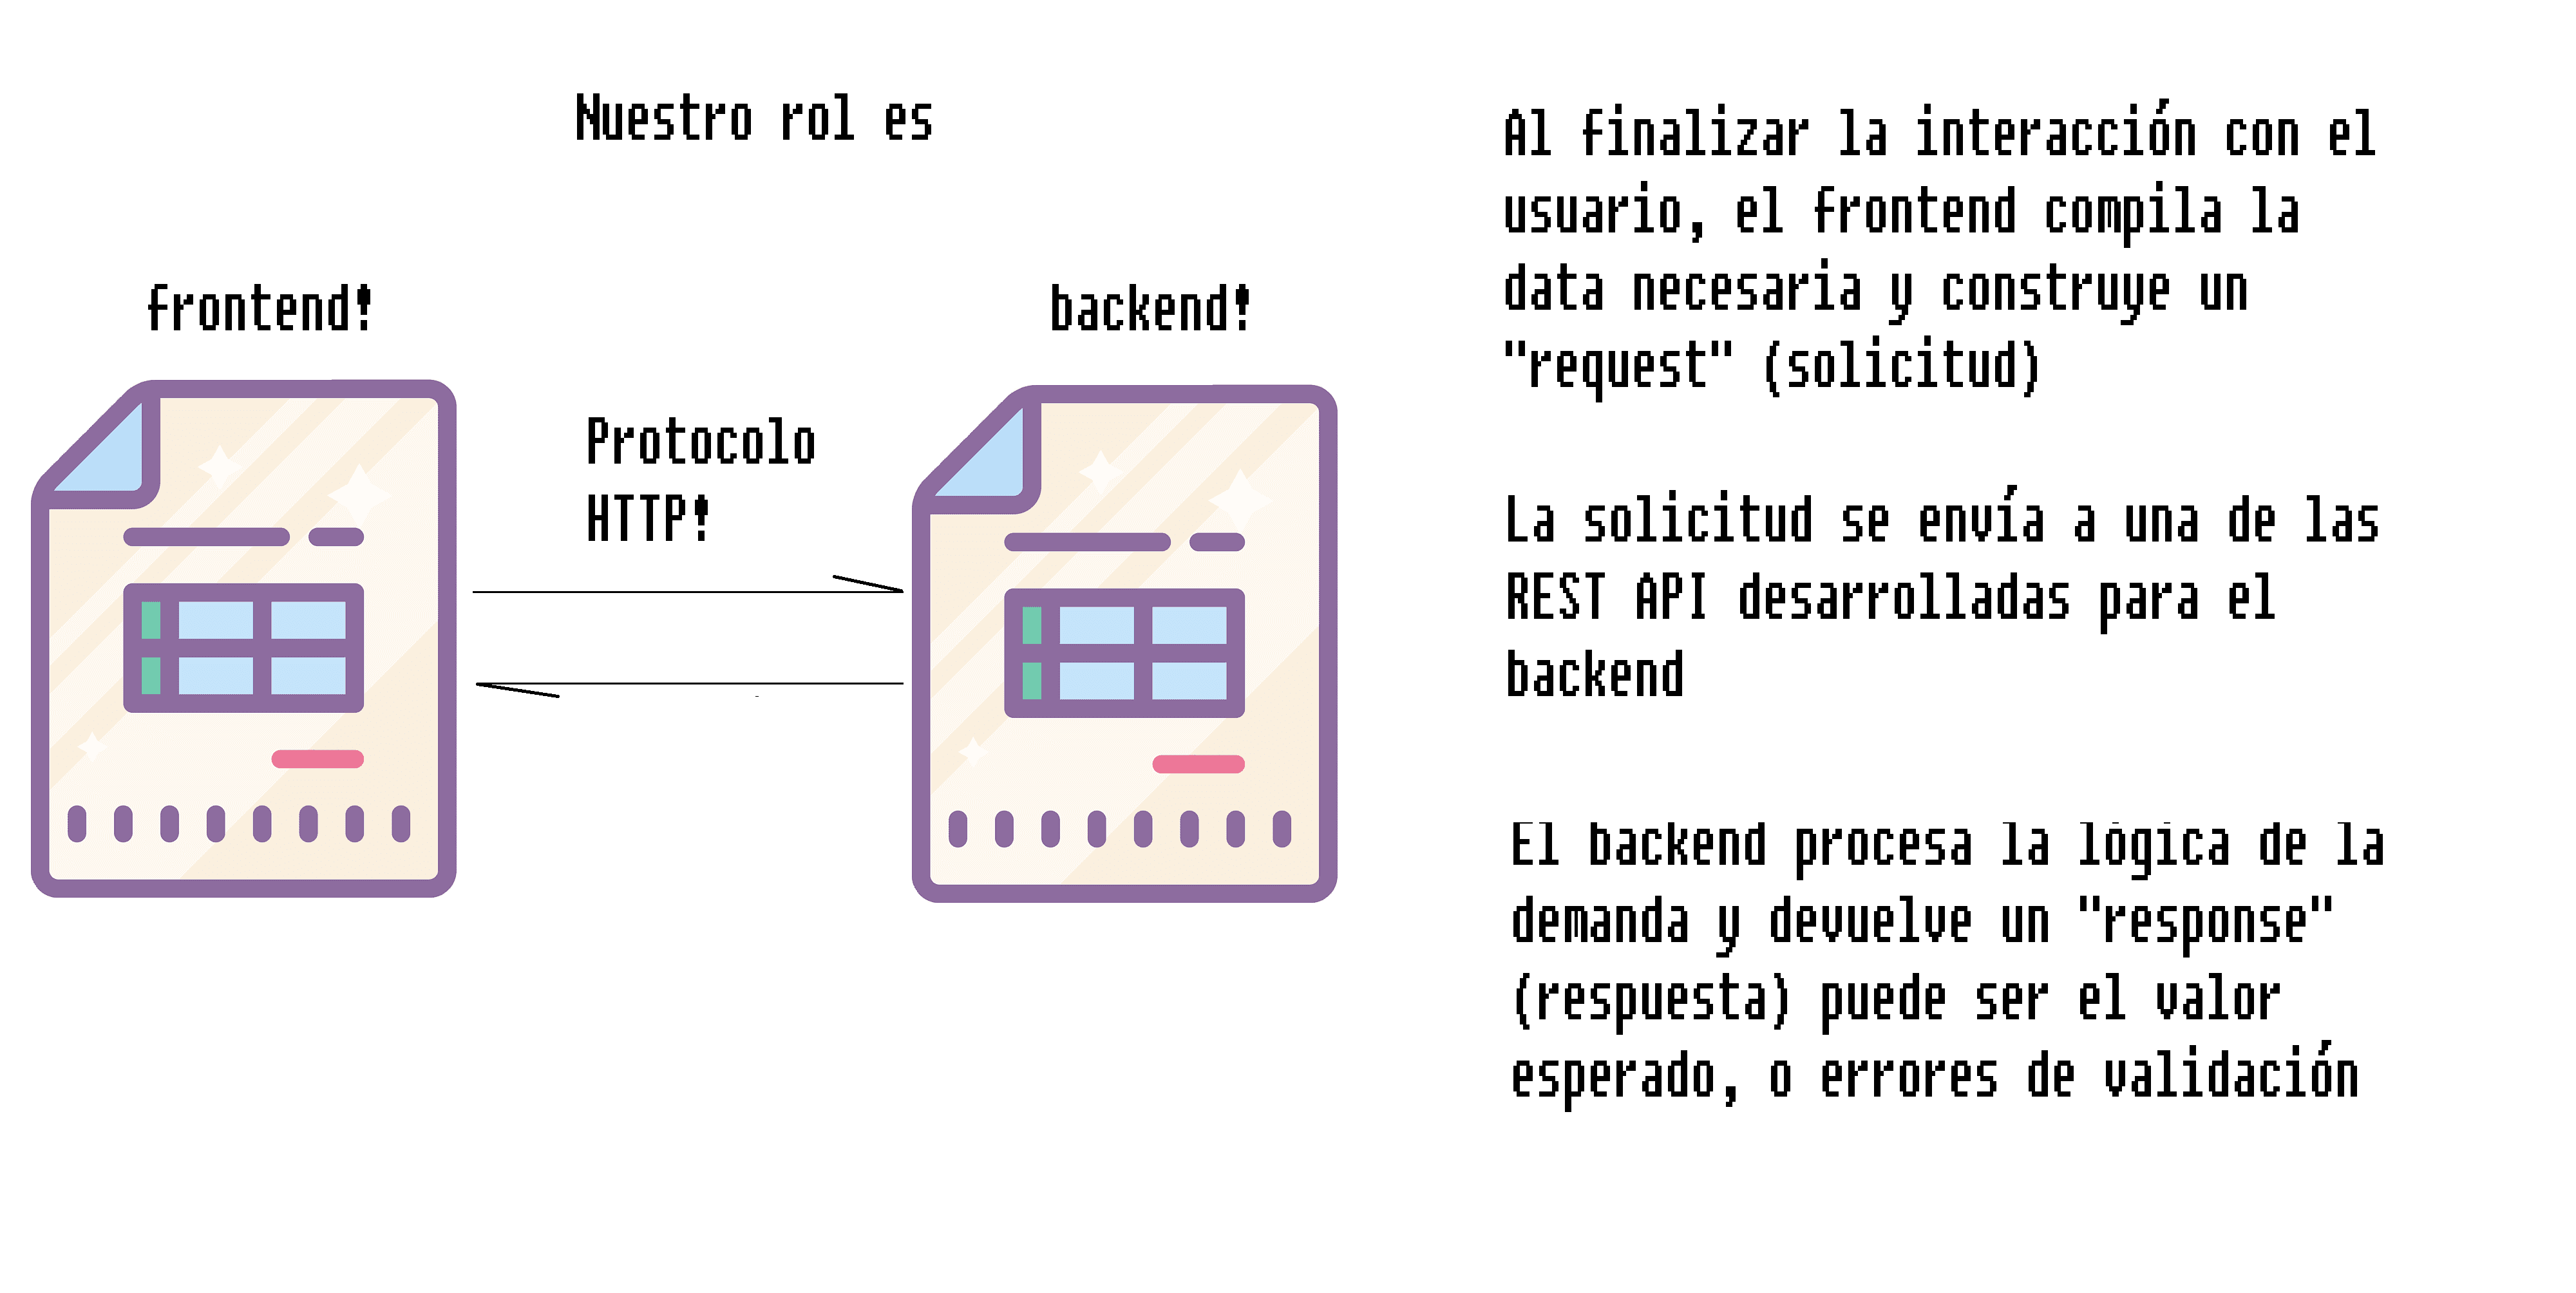 Nuestro rol es
frontend!
backend!
Protocolo
HTTP!
Al finalizar la interacción con el
usuario, el frontend compila la
data necesaria y construye un
"request" (solicitud)
La solicitud se envía a una de las
REST API desarrolladas para el
backend
El backend procesa la lógica de la
demanda y devuelve un "response"
(respuesta) puede ser el valor
esperado, o errores de validación